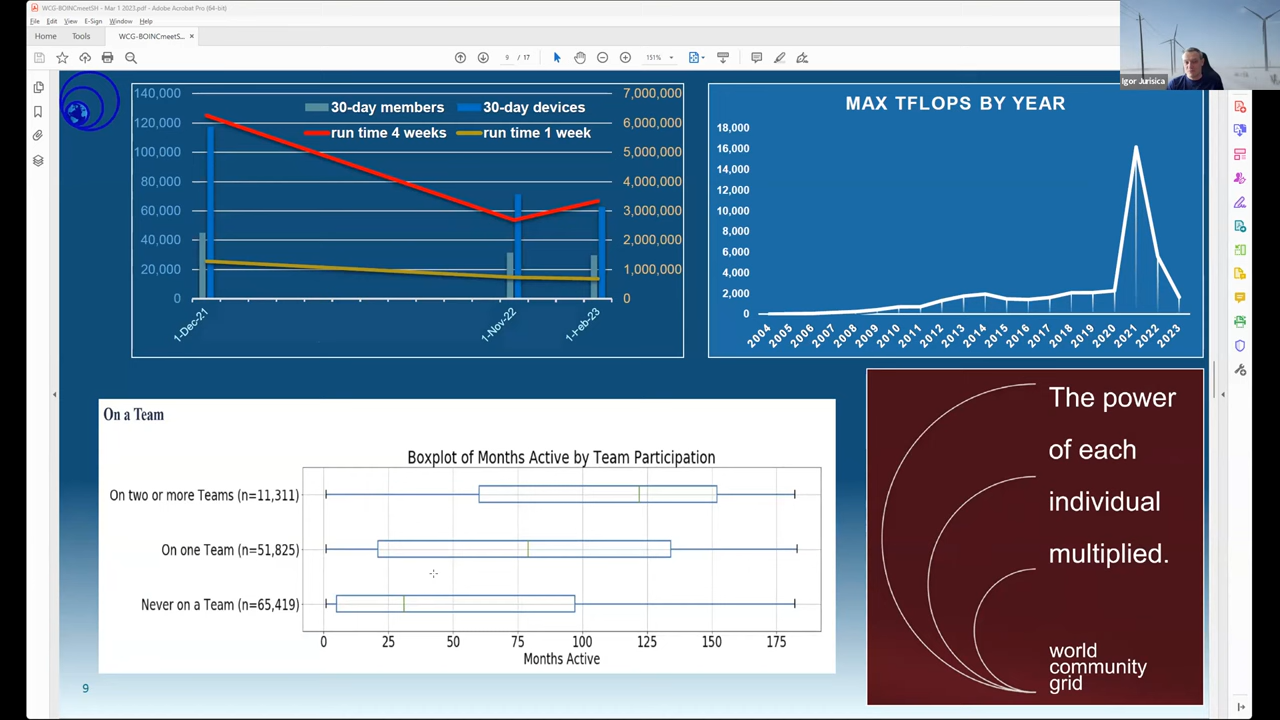 WCG-BOINCmeetSH - Mar 1 2023.pdf - Adobe Acrobat Pro (64-bit)
File Edit View E-Sign Window Help
Home Tools WCG-BOINCmeetS... ×
9 / 17 151%
Igor Jurisica
140,000
120,000
100,000
80,000
60,000
40,000
20,000
0
30-day members 30-day devices
run time 4 weeks run time 1 week
7,000,000
6,000,000
5,000,000
4,000,000
3,000,000
2,000,000
1,000,000
0
1-Dec-21 1-Nov-22 1-Feb-23
MAX TFLOPS BY YEAR
18,000
16,000
14,000
12,000
10,000
8,000
6,000
4,000
2,000
0
2004 2005 2006 2007 2008 2009 2010 2011 2012 2013 2014 2015 2016 2017 2018 2019 2020 2021 2022 2023
On a Team
Boxplot of Months Active by Team Participation
On two or more Teams (n=11,311)
On one Team (n=51,825)
Never on a Team (n=65,419)
0 25 50 75 100 125 150 175
Months Active
The power
of each
individual
multiplied.
world
community
grid
9